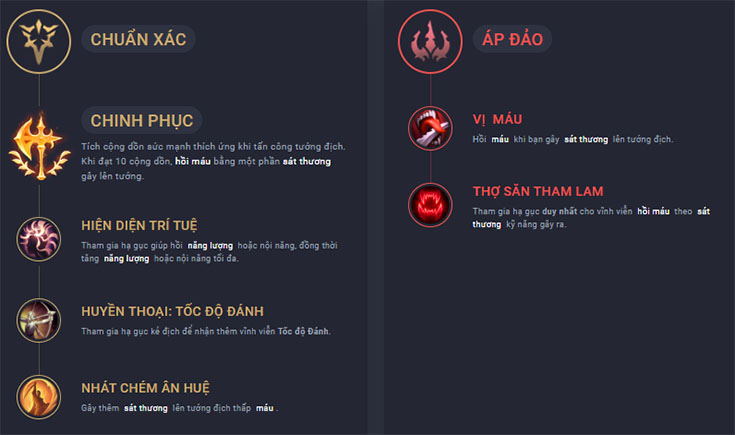 CHUẨN XÁC
CHINH PHỤC
Tích cộng dồn sức mạnh thích ứng khi tấn công tướng địch.
Khi đạt 10 cộng dồn, hồi máu bằng một phần sát thương
gây lên tướng.
HIỆN DIỆN TRÍ TUỆ
Tham gia hạ gục giúp hồi năng lượng hoặc nội năng, đồng thời
tăng năng lượng hoặc nội năng tối đa.
HUYỀN THOẠI: TỐC ĐỘ ĐÁNH
Tham gia hạ gục kẻ địch để nhận thêm vĩnh viễn Tốc độ Đánh.
NHÁT CHÉM ÂN HUỆ
Gây thêm sát thương lên tướng địch thấp máu .
ÁP ĐẢO
VỊ MÁU
Hồi máu khi bạn gây sát thương lên tướng địch.
THỢ SĂN THAM LAM
Tham gia hạ gục duy nhất cho vĩnh viễn hồi máu theo sát
thương kỹ năng gây ra.